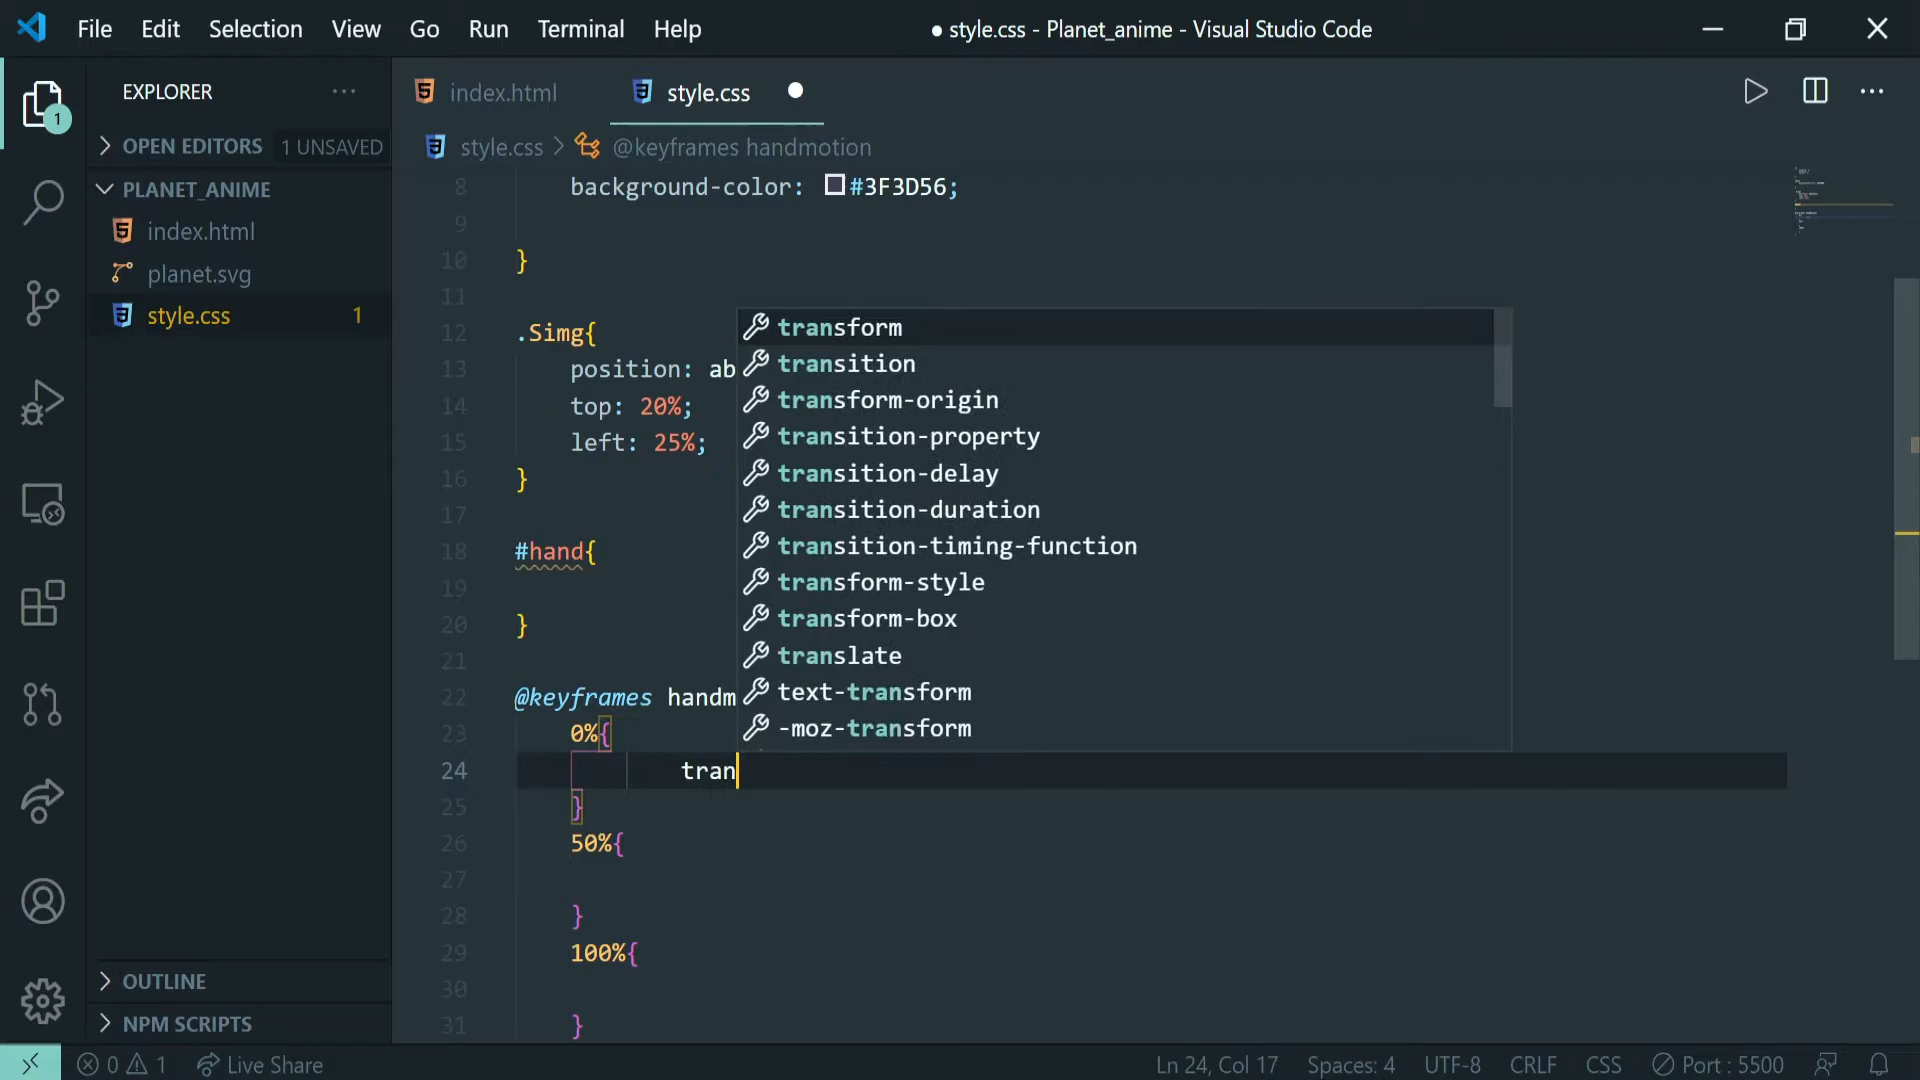 File Edit Selection View Go Run Terminal Help
● style.css - Planet_anime - Visual Studio Code
EXPLORER
1
OPEN EDITORS 1 UNSAVED
PLANET_ANIME
index.html
planet.svg
style.css 1
OUTLINE
NPM SCRIPTS
index.html style.css
style.css > @keyframes handmotion
8 background-color: #3F3D56;
9
10 }
11
12 .Simg{
13 position: ab
14 top: 20%;
15 left: 25%;
16 }
17
18 #hand{
19
20 }
21
22 @keyframes handm
23 0%{
24 tran
25 }
26 50%{
27
28 }
29 100%{
30
31 }
transform
transition
transform-origin
transition-property
transition-delay
transition-duration
transition-timing-function
transform-style
transform-box
translate
text-transform
-moz-transform
0 1 Live Share Ln 24, Col 17 Spaces: 4 UTF-8 CRLF CSS Port : 5500